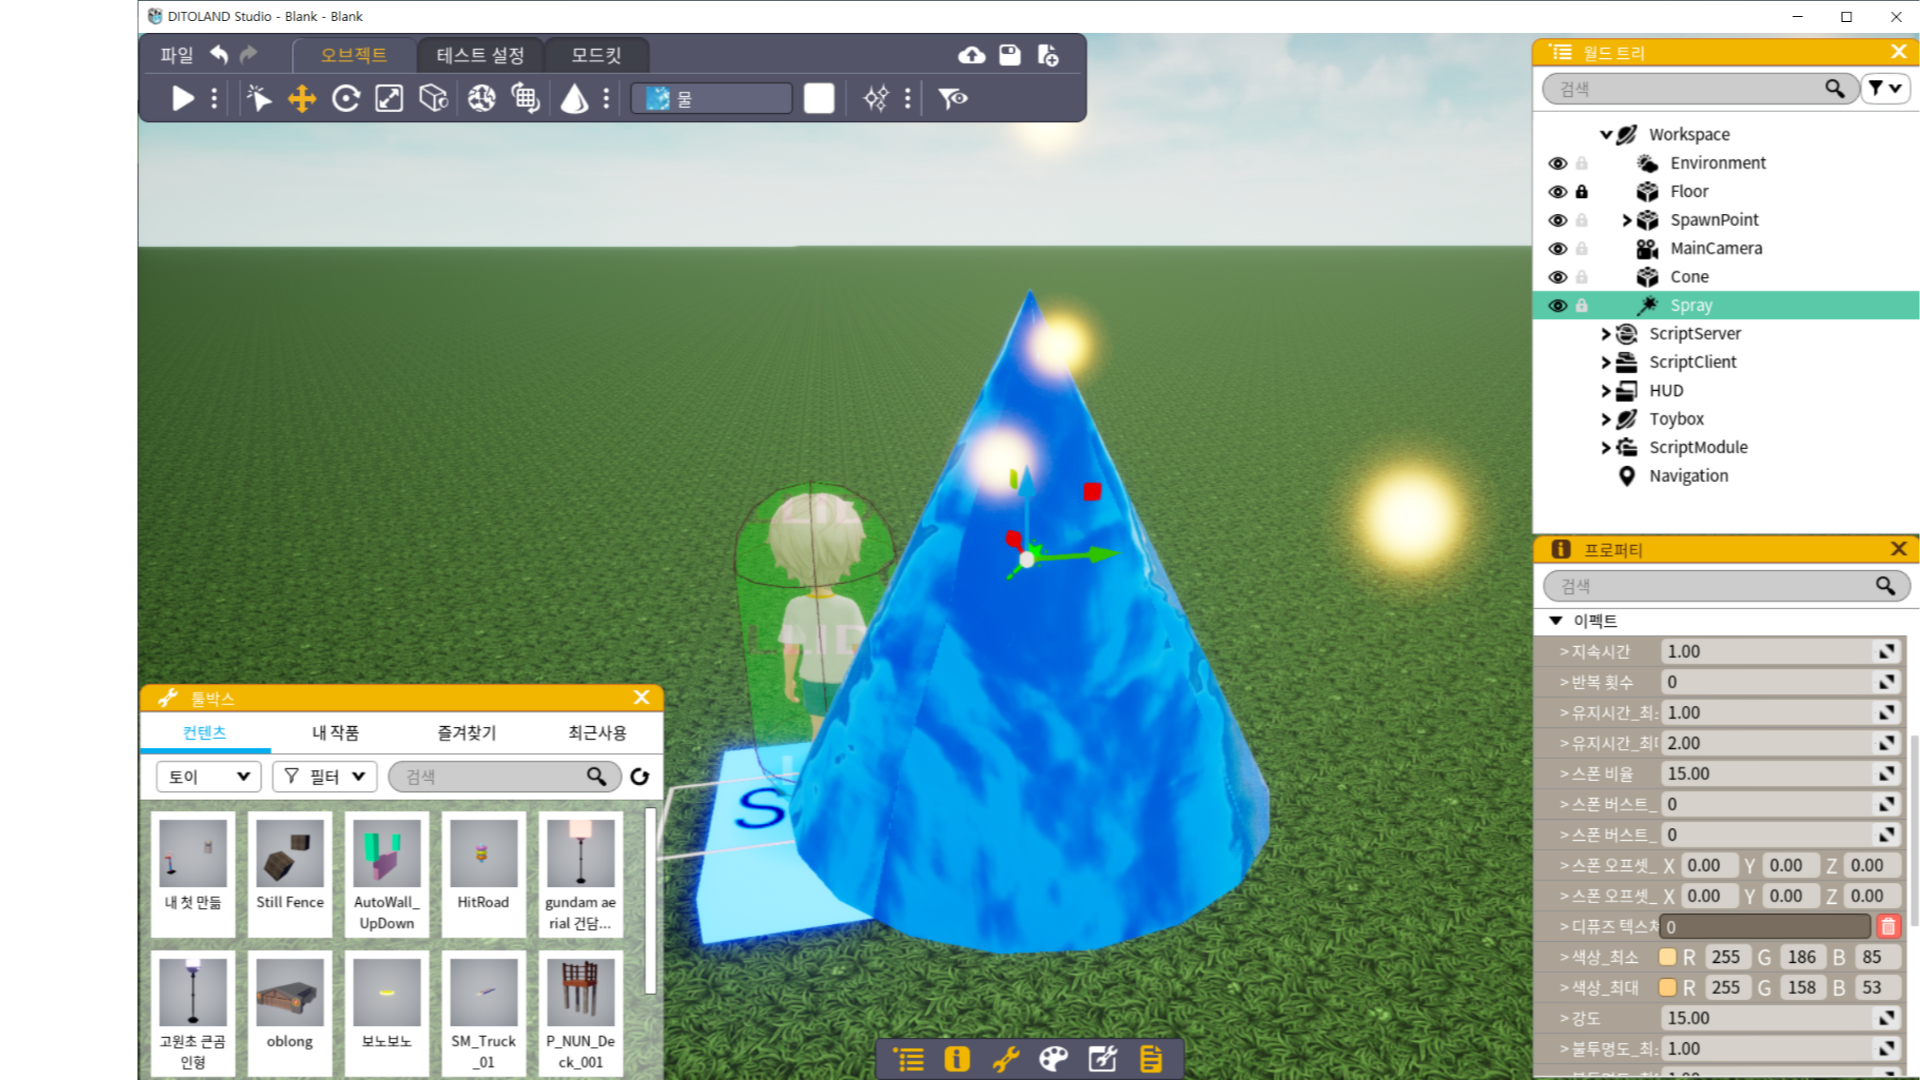 DITOLAND Studio - Blank - Blank
파일
오브젝트
테스트 설정
모드킷
물
월드 트리
검색
Workspace
Environment
Floor
SpawnPoint
MainCamera
Cone
Spray
ScriptServer
ScriptClient
HUD
Toybox
ScriptModule
Navigation
프로퍼티
검색
이펙트
> 지속시간 1.00
> 반복 횟수 0
> 유지시간_최 1.00
> 유지시간_최 2.00
> 스폰 비율 15.00
> 스폰 버스트_ 0
> 스폰 버스트_ 0
> 스폰 오프셋_ X 0.00 Y 0.00 Z 0.00
> 스폰 오프셋_ X 0.00 Y 0.00 Z 0.00
> 디퓨즈 텍스처 0
> 색상_최소 R 255 G 186 B 85
> 색상_최대 R 255 G 158 B 53
> 강도 15.00
> 불투명도_최 1.00
S
툴박스
컨텐츠
내 작품
즐겨찾기
최근사용
토이
필터
검색
내 첫 만듦
Still Fence
AutoWall_
UpDown
HitRoad
gundam ae
rial 건담...
고원초 큰곰
인형
oblong
보노보노
SM_Truck
_01
P_NUN_De
ck_001